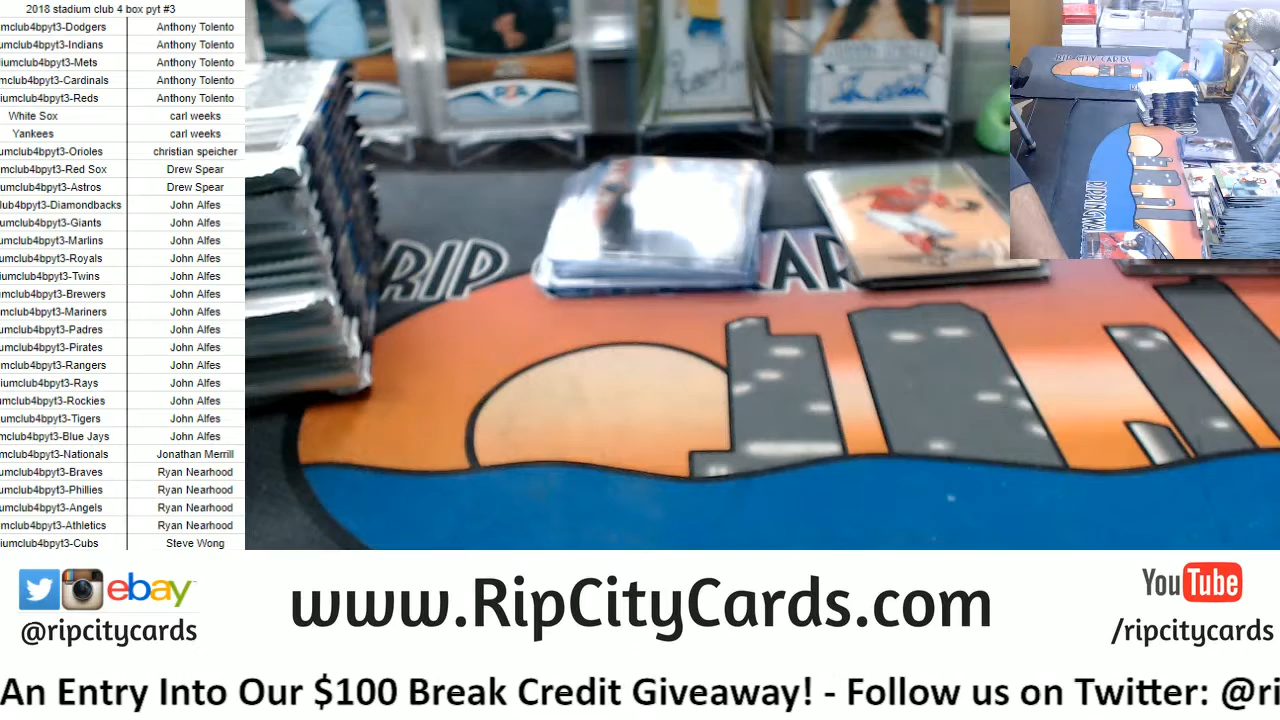 2018 stadium club 4 box pyt #3
mclub4bpyt3-Dodgers Anthony Tolento
umclub4bpyt3-Indians Anthony Tolento
iumclub4bpyt3-Mets Anthony Tolento
mclub4bpyt3-Cardinals Anthony Tolento
iumclub4bpyt3-Reds Anthony Tolento
White Sox carl weeks
Yankees carl weeks
umclub4bpyt3-Orioles christian speicher
umclub4bpyt3-Red Sox Drew Spear
umclub4bpyt3-Astros Drew Spear
lub4bpyt3-Diamondbacks John Alfes
umclub4bpyt3-Giants John Alfes
umclub4bpyt3-Marlins John Alfes
umclub4bpyt3-Royals John Alfes
iumclub4bpyt3-Twins John Alfes
mclub4bpyt3-Brewers John Alfes
mclub4bpyt3-Mariners John Alfes
umclub4bpyt3-Padres John Alfes
umclub4bpyt3-Pirates John Alfes
mclub4bpyt3-Rangers John Alfes
iumclub4bpyt3-Rays John Alfes
mclub4bpyt3-Rockies John Alfes
umclub4bpyt3-Tigers John Alfes
mclub4bpyt3-Blue Jays John Alfes
mclub4bpyt3-Nationals Jonathan Merrill
umclub4bpyt3-Braves Ryan Nearhood
umclub4bpyt3-Phillies Ryan Nearhood
umclub4bpyt3-Angels Ryan Nearhood
mclub4bpyt3-Athletics Ryan Nearhood
iumclub4bpyt3-Cubs Steve Wong
RIP CITY CARDS
RIP CAR
ebay
@ripcitycards
www.RipCityCards.com
YouTube
/ripcitycards
An Entry Into Our $100 Break Credit Giveaway! - Follow us on Twitter: @ri